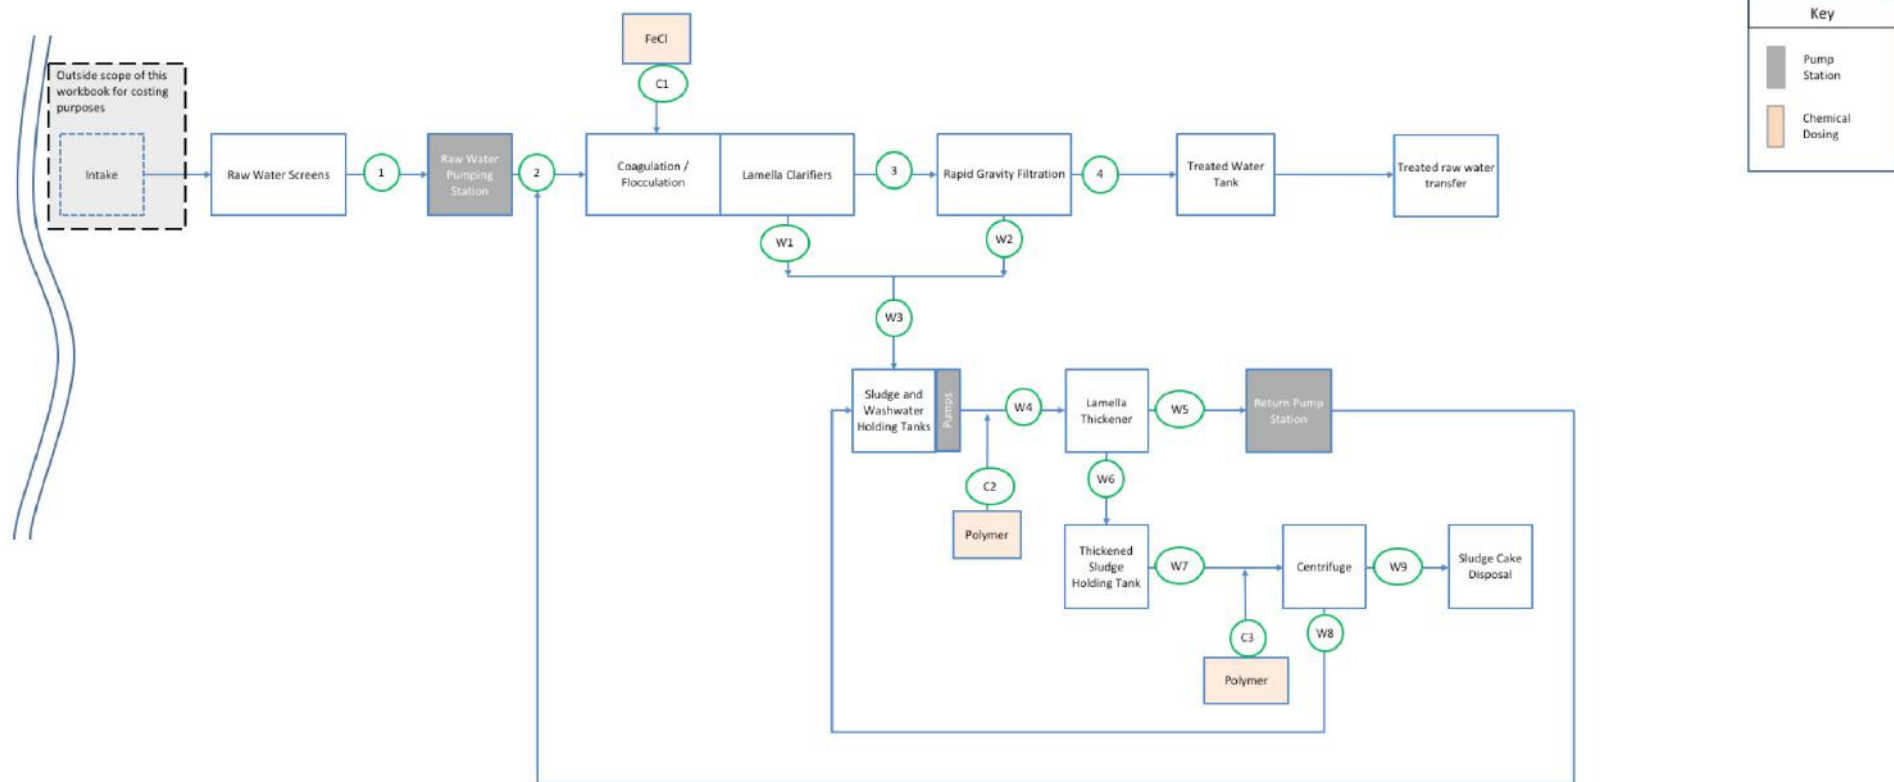 Key
Pump
Station
Chemical
Dosing
FeCl
C1
Outside scope of this
workbook for costing
purposes
Intake
Raw Water Screens
1
Raw Water
Pumping
Station
2
Coagulation /
Flocculation
Lamella Clarifiers
3
Rapid Gravity Filtration
4
Treated Water
Tank
Treated raw water
transfer
W1
W2
W3
Sludge and
Washwater
Holding Tanks
Pumps
W4
Lamella
Thickener
W5
Return Pump
Station
C2
Polymer
W6
Thickened
Sludge
Holding Tank
W7
Centrifuge
W9
Sludge Cake
Disposal
C3
Polymer
W8